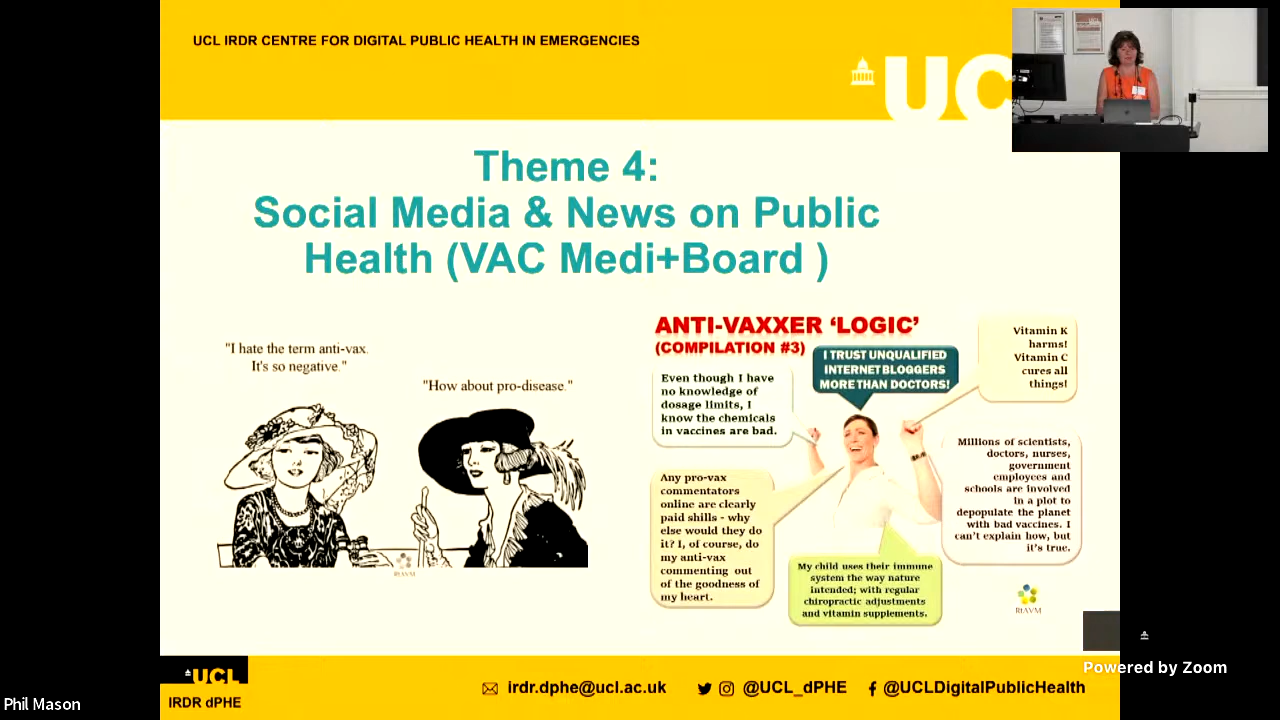 UCL IRDR CENTRE FOR DIGITAL PUBLIC HEALTH IN EMERGENCIES
UC
Theme 4:
Social Media & News on Public
Health (VAC Medi+Board )
"I hate the term anti-vax.
It's so negative."
"How about pro-disease."
RtAVM
ANTI-VAXXER ‘LOGIC’
(COMPILATION #3)
I TRUST UNQUALIFIED
INTERNET BLOGGERS
MORE THAN DOCTORS!
Vitamin K
harms!
Vitamin C
cures all
things!
Even though I have
no knowledge of
dosage limits, I
know the chemicals
in vaccines are bad.
Millions of scientists,
doctors, nurses,
government
employees and
schools are involved
in a plot to
depopulate the planet
with bad vaccines. I
can't explain how, but
it's true.
Any pro-vax
commentators
online are clearly
paid shills - why
else would they do
it? I, of course, do
my anti-vax
commenting out
of the goodness of
my heart.
My child uses their immune
system the way nature
intended; with regular
chiropractic adjustments
and vitamin supplements.
RtAVM
UCL
IRDR dPHE
irdr.dphe@ucl.ac.uk
@UCL_dPHE
@UCLDigitalPublicHealth
Powered by Zoom
Phil Mason